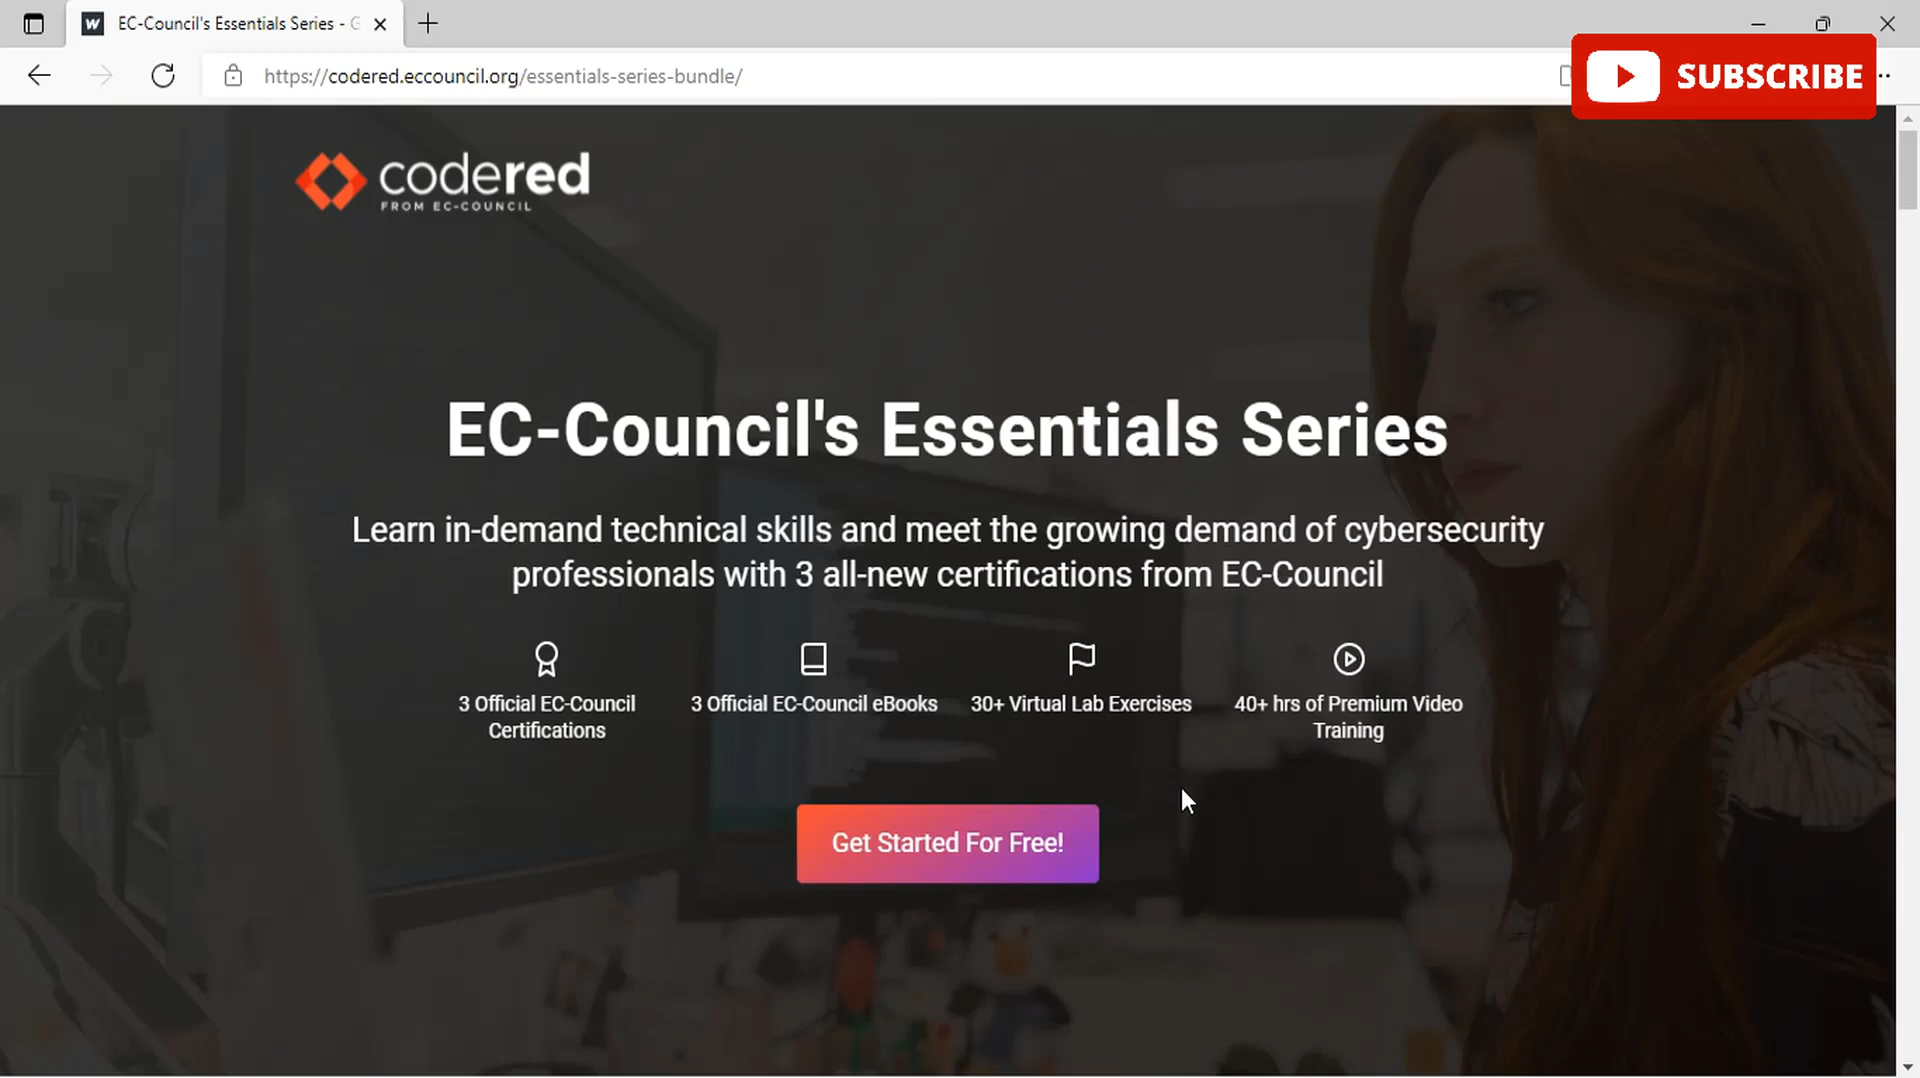 EC-Council's Essentials Series - G
https://codered.eccouncil.org/essentials-series-bundle/
SUBSCRIBE
codered
FROM EC-COUNCIL
EC-Council's Essentials Series
Learn in-demand technical skills and meet the growing demand of cybersecurity
professionals with 3 all-new certifications from EC-Council
3 Official EC-Council
Certifications
3 Official EC-Council eBooks
30+ Virtual Lab Exercises
40+ hrs of Premium Video
Training
Get Started For Free!